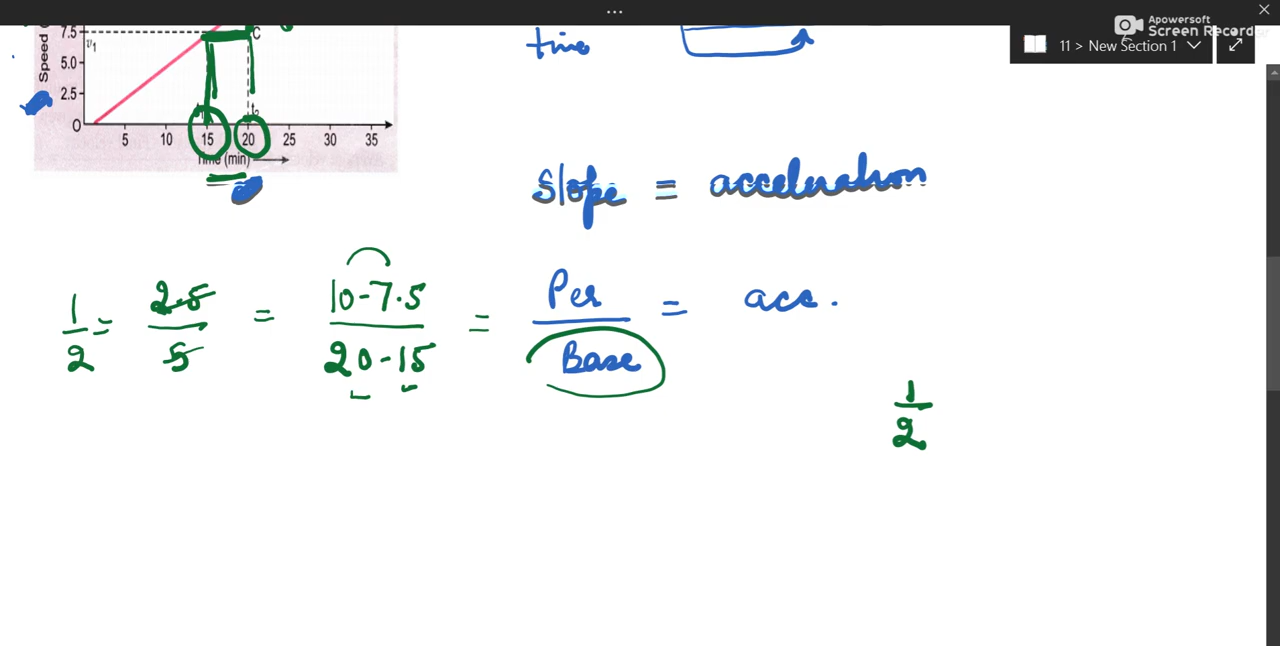 Apowersoft
Screen Recorder
11 > New Section 1
Speed
7.5
5.0
2.5
0
v1
C
t2
5 10 15 20 25 30 35
Time (min)
time
Slope = acceleration
1/2 = 2.5/5 = 10-7.5/20-15 = Per/Base = acc.
1/2